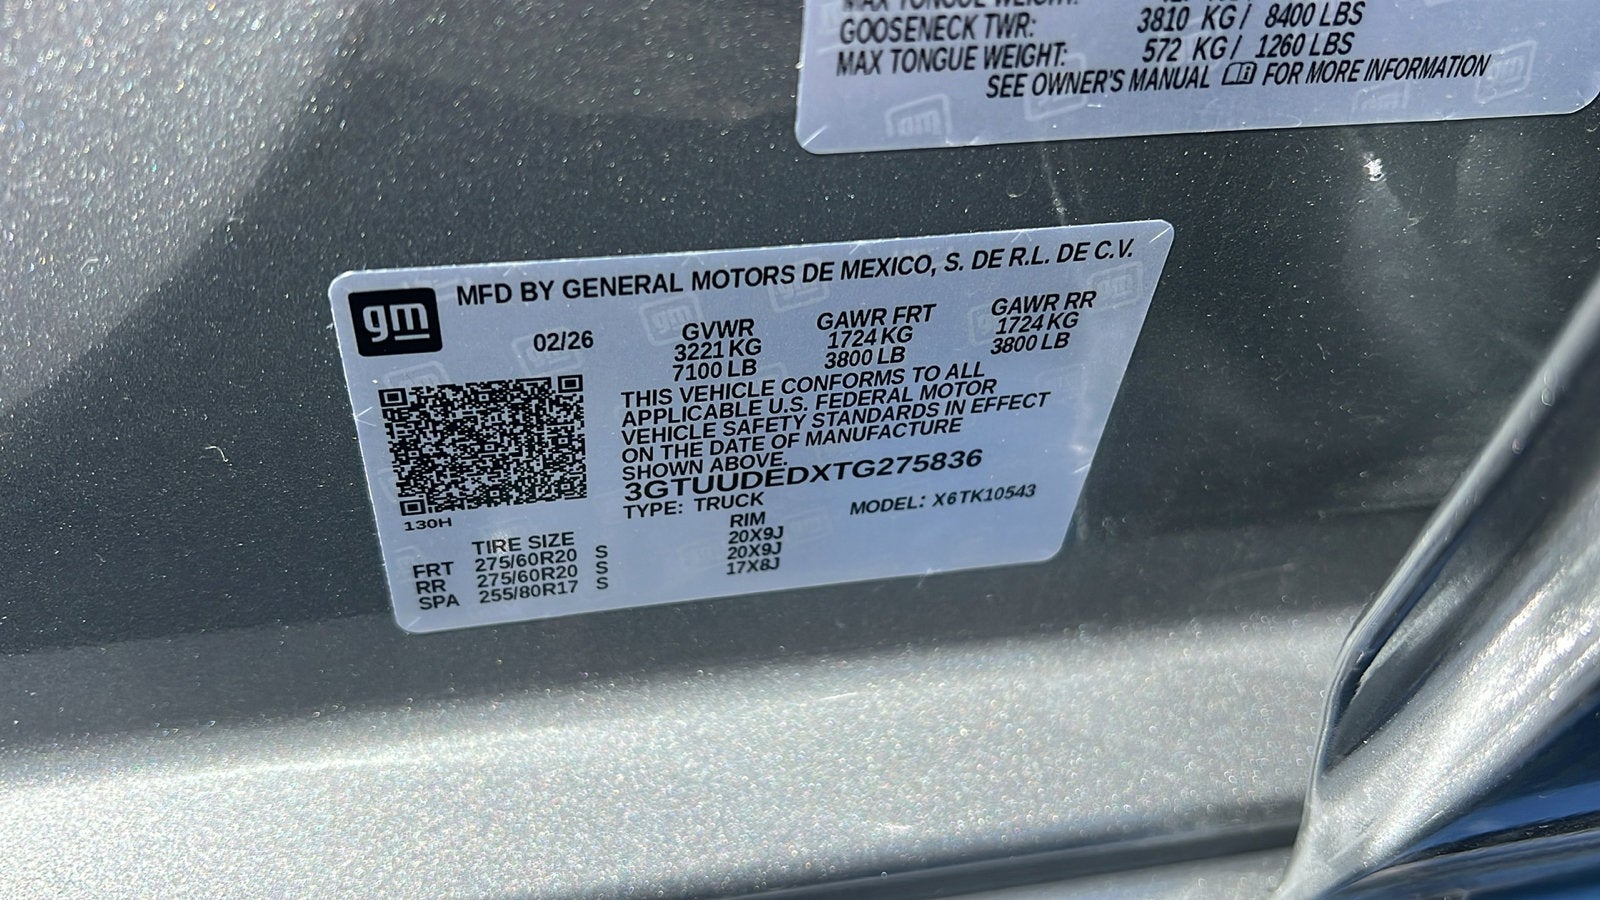 MAX TONGUE WEIGHT:
GOOSENECK TWR: 3810 KG / 8400 LBS
MAX TONGUE WEIGHT: 572 KG / 1260 LBS
SEE OWNER'S MANUAL FOR MORE INFORMATION
gm
MFD BY GENERAL MOTORS DE MEXICO, S. DE R.L. DE C.V.
02/26
GVWR GAWR FRT GAWR RR
3221 KG 1724 KG 1724 KG
7100 LB 3800 LB 3800 LB
THIS VEHICLE CONFORMS TO ALL
APPLICABLE U.S. FEDERAL MOTOR
VEHICLE SAFETY STANDARDS IN EFFECT
ON THE DATE OF MANUFACTURE
SHOWN ABOVE.
3GTUUDEDXTG275836
TYPE: TRUCK MODEL: X6TK10543
130H
TIRE SIZE RIM
FRT 275/60R20 S 20X9J
RR 275/60R20 S 20X9J
SPA 255/80R17 S 17X8J